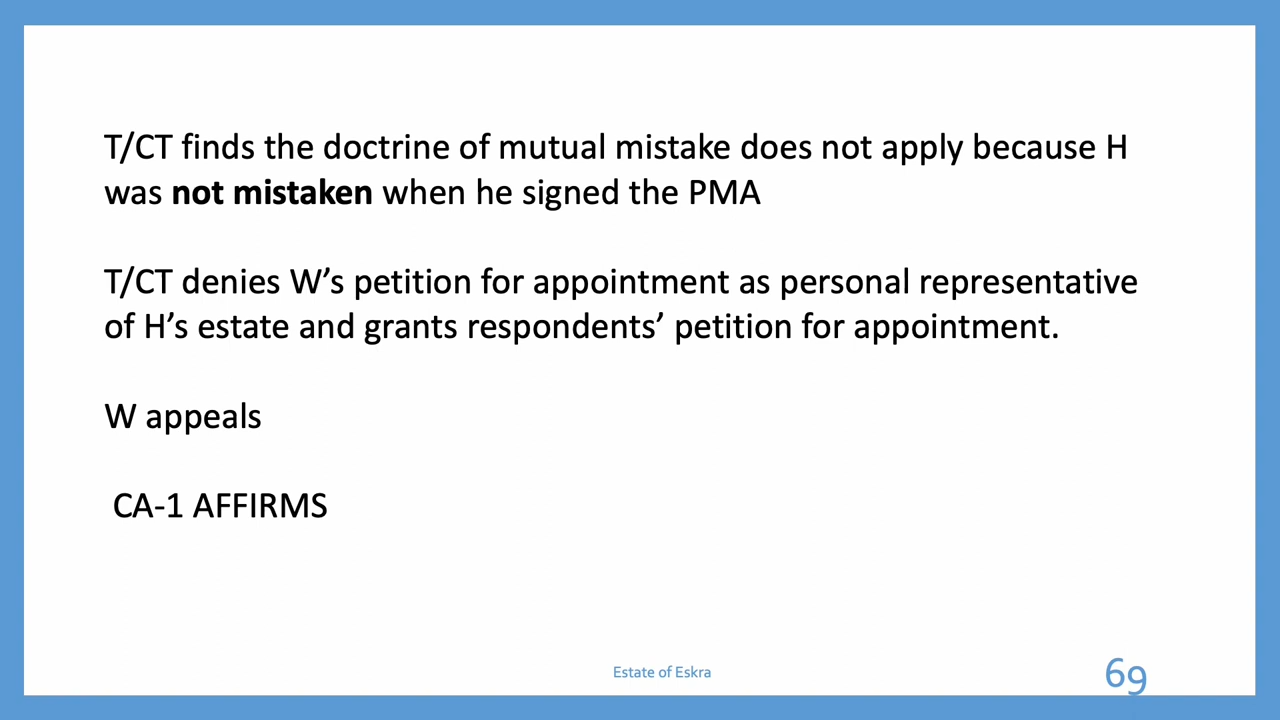 T/CT finds the doctrine of mutual mistake does not apply because H
was not mistaken when he signed the PMA
T/CT denies W’s petition for appointment as personal representative
of H’s estate and grants respondents’ petition for appointment.
W appeals
CA-1 AFFIRMS
Estate of Eskra
69